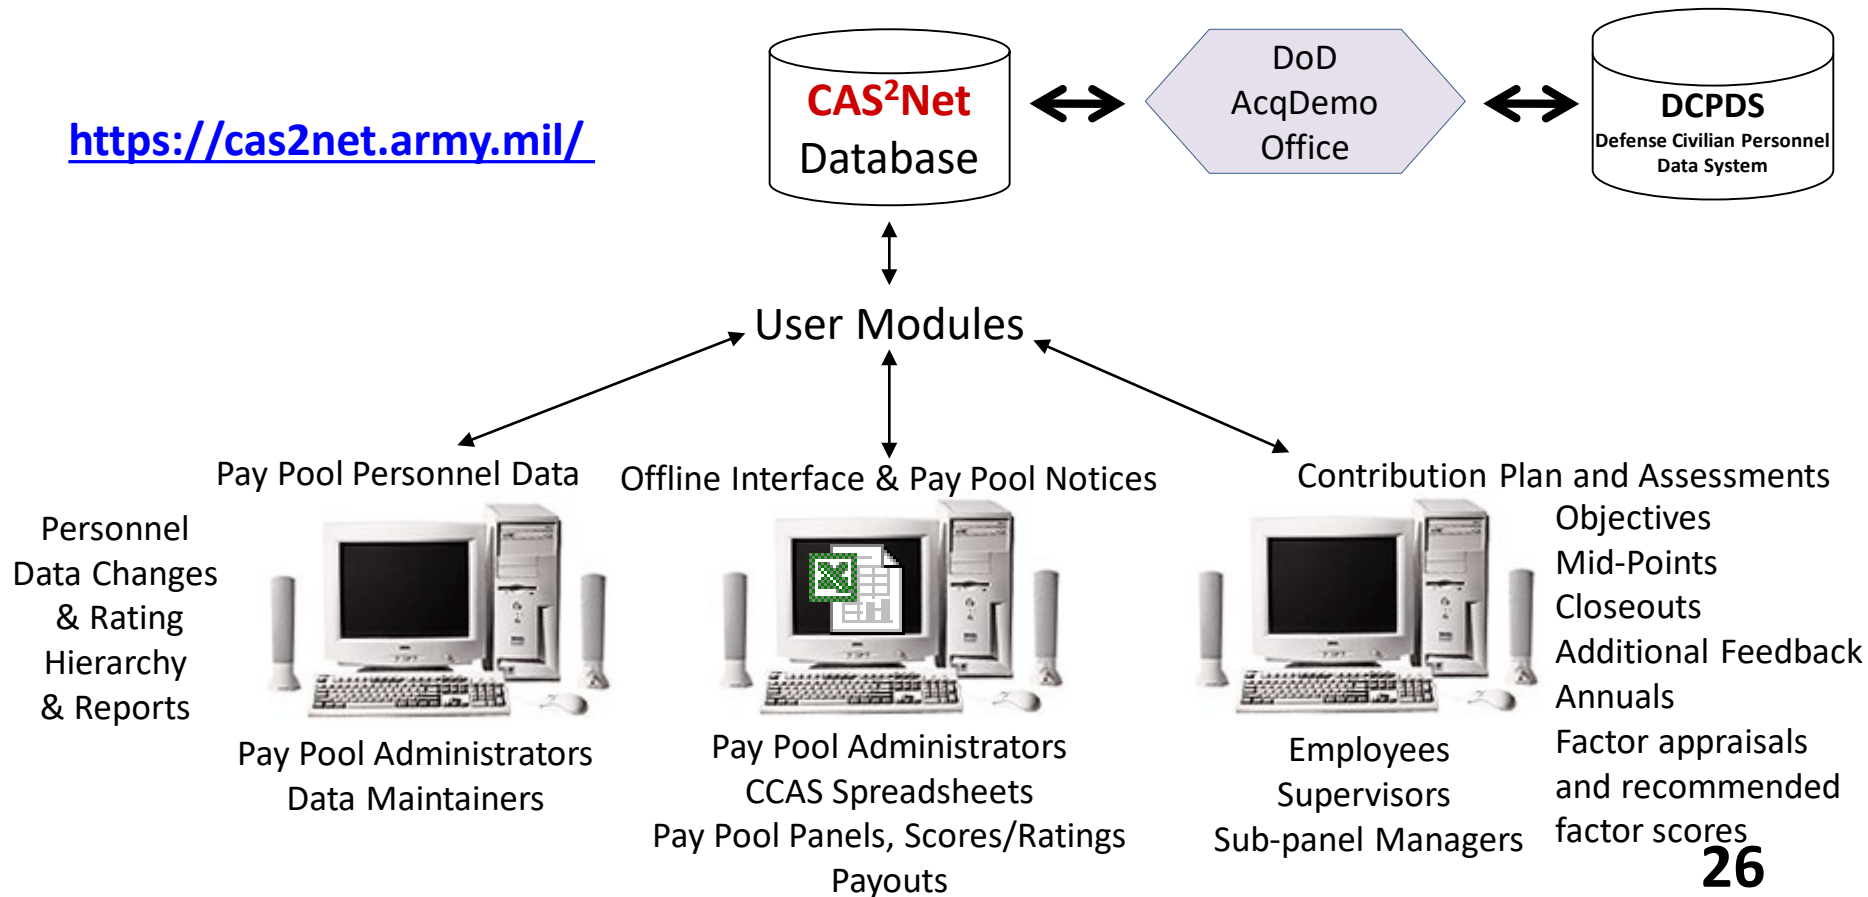 https://cas2net.army.mil/
CAS²Net
Database
DoD
AcqDemo
Office
DCPDS
Defense Civilian Personnel
Data System
User Modules
Pay Pool Personnel Data
Personnel
Data Changes
& Rating
Hierarchy
& Reports
Pay Pool Administrators
Data Maintainers
Offline Interface & Pay Pool Notices
Pay Pool Administrators
CCAS Spreadsheets
Pay Pool Panels, Scores/Ratings
Payouts
Contribution Plan and Assessments
Objectives
Mid-Points
Closeouts
Additional Feedback
Annuals
Factor appraisals
and recommended
factor scores
Employees
Supervisors
Sub-panel Managers
26